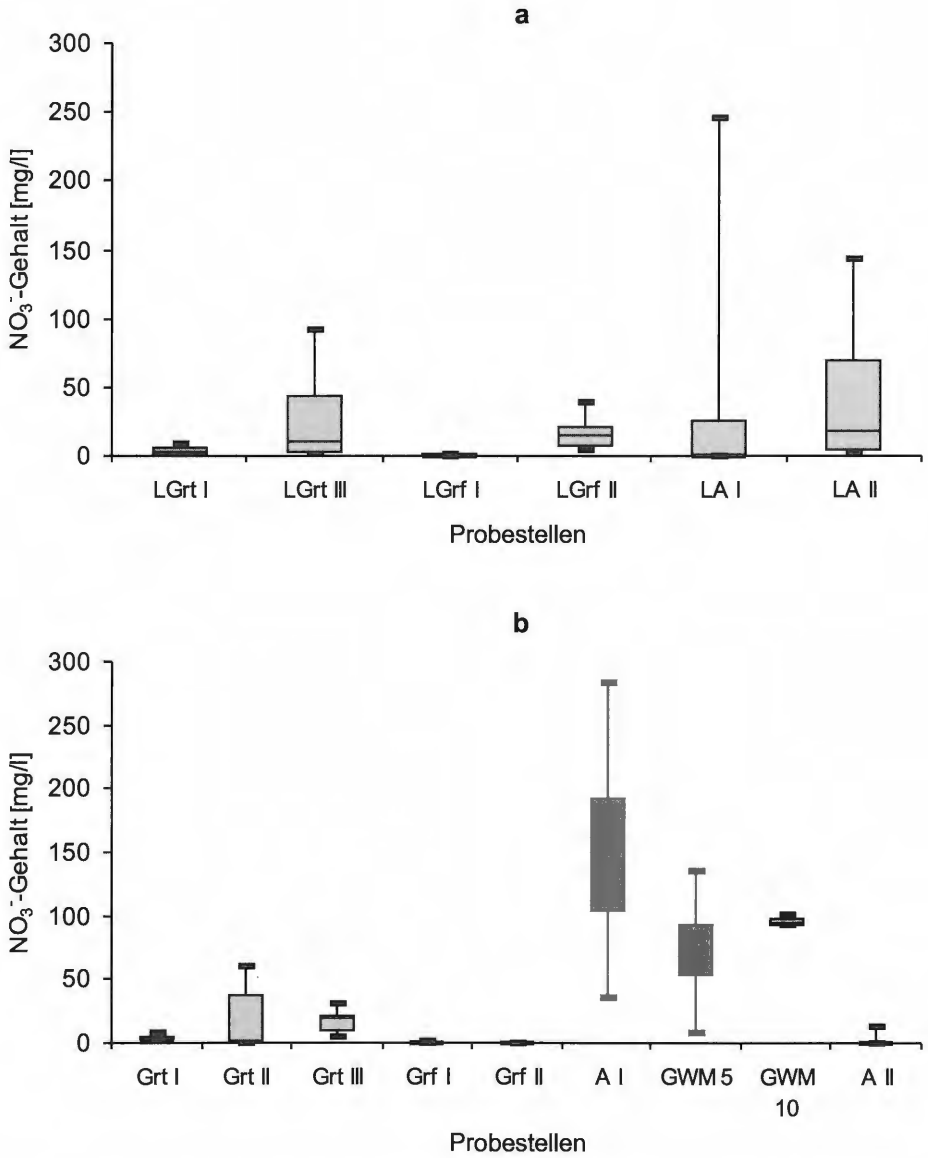 a
NO₃⁻-Gehalt [mg/l]
300
250
200
150
100
50
0
LGrt I LGrt III LGrf I LGrf II LA I LA II
Probestellen
b
NO₃⁻-Gehalt [mg/l]
300
250
200
150
100
50
0
Grt I Grt II Grt III Grf I Grf II A I GWM 5 GWM 10 A II
Probestellen